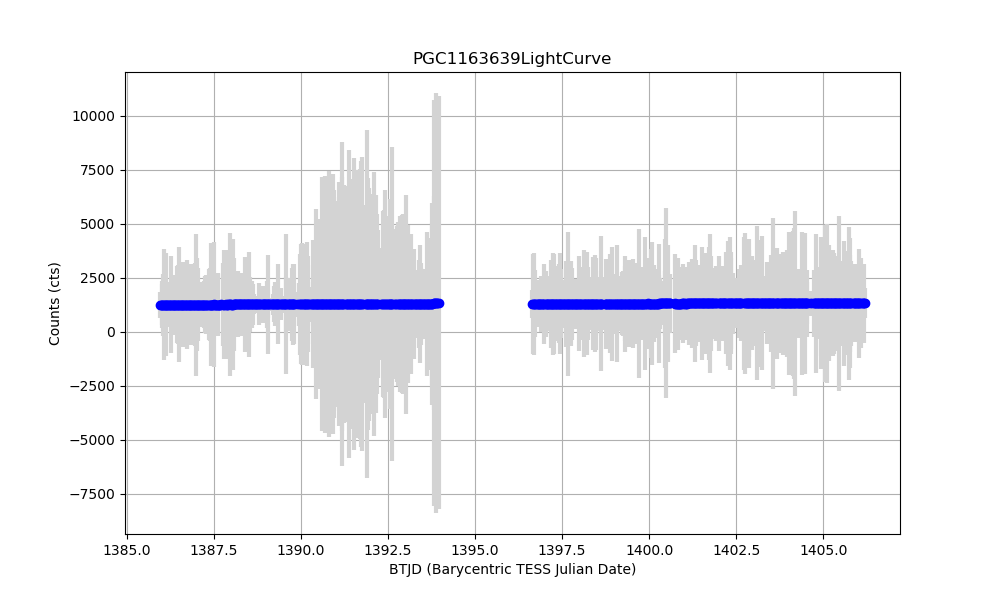 PGC1163639LightCurve
10000
7500
5000
2500
0
−2500
−5000
−7500
Counts (cts)
1385.0 1387.5 1390.0 1392.5 1395.0 1397.5 1400.0 1402.5 1405.0
BTJD (Barycentric TESS Julian Date)